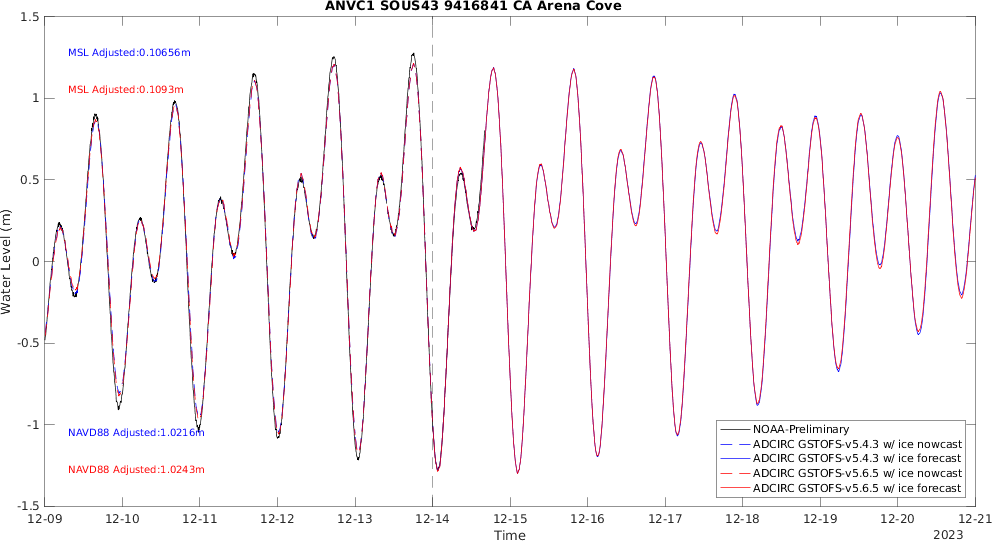 ANVC1 SOUS43 9416841 CA Arena Cove
1.5
1
0.5
0
-0.5
-1
-1.5
Water Level (m)
MSL Adjusted:0.10656m
MSL Adjusted:0.1093m
NAVD88 Adjusted:1.0216m
NAVD88 Adjusted:1.0243m
NOAA-Preliminary
ADCIRC GSTOFS-v5.4.3 w/ ice nowcast
ADCIRC GSTOFS-v5.4.3 w/ ice forecast
ADCIRC GSTOFS-v5.6.5 w/ ice nowcast
ADCIRC GSTOFS-v5.6.5 w/ ice forecast
12-09 12-10 12-11 12-12 12-13 12-14 12-15 12-16 12-17 12-18 12-19 12-20 12-21
Time
2023